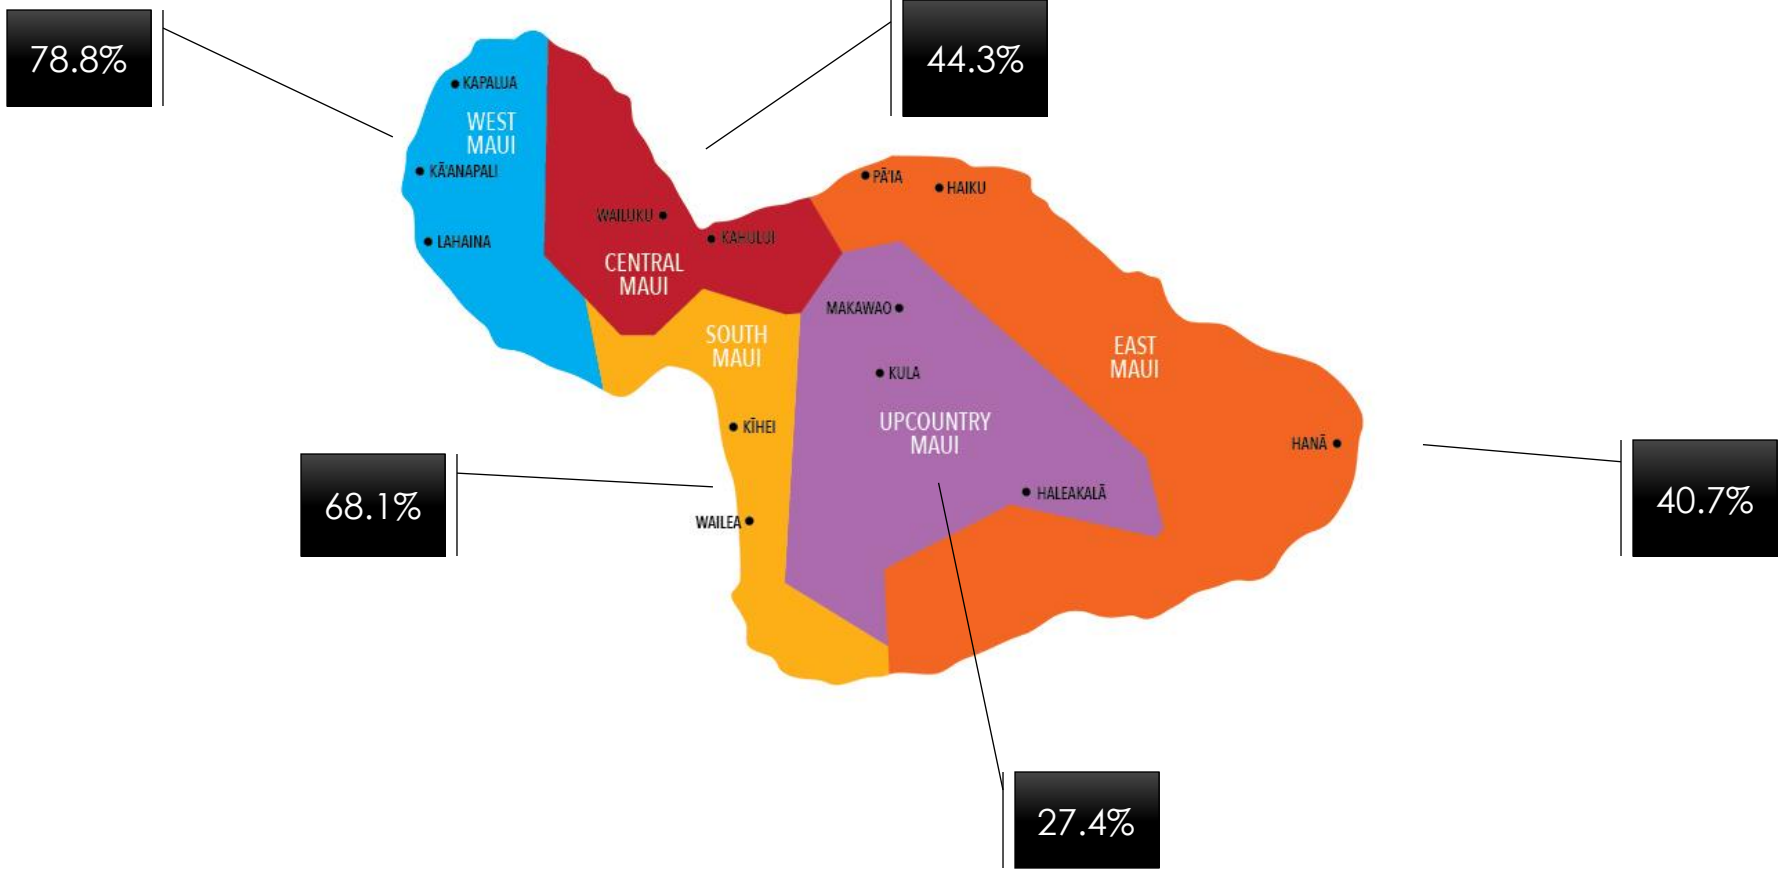 78.8%
44.3%
KAPALUA
WEST
MAUI
KĀ'ANAPALI
PĀ'IA
HAIKU
WAILUKU
LAHAINA
KAHULUI
CENTRAL
MAUI
MAKAWAO
SOUTH
MAUI
EAST
MAUI
KULA
UPCOUNTRY
MAUI
KĪHEI
HANĀ
HALEAKALĀ
WAILEA
68.1%
40.7%
27.4%